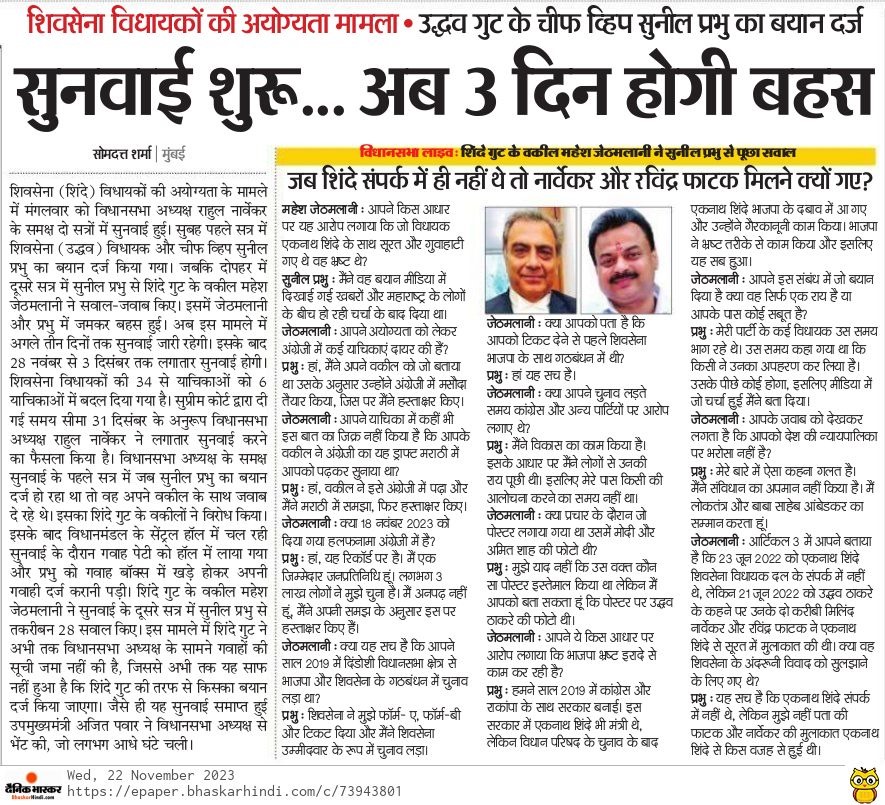 शिवसेना विधायकों की अयोग्यता मामला • उद्धव गुट के चीफ व्हिप सुनील प्रभु का बयान दर्ज
सुनवाई शुरू... अब 3 दिन होगी बहस
सोमदत्त शर्मा | मुंबई
शिवसेना (शिंदे) विधायकों की अयोग्यता के मामले
में मंगलवार को विधानसभा अध्यक्ष राहुल नार्वेकर
के समक्ष दो सत्रों में सुनवाई हुई। सुबह पहले सत्र में
शिवसेना (उद्धव) विधायक और चीफ व्हिप सुनील
प्रभु का बयान दर्ज किया गया। जबकि दोपहर में
दूसरे सत्र में सुनील प्रभु से शिंदे गुट के वकील महेश
जेठमलानी ने सवाल-जवाब किए। इसमें जेठमलानी
और प्रभु में जमकर बहस हुई। अब इस मामले में
अगले तीन दिनों तक सुनवाई जारी रहेगी। इसके बाद
28 नवंबर से 3 दिसंबर तक लगातार सुनवाई होगी।
शिवसेना विधायकों की 34 से याचिकाओं को 6
याचिकाओं में बदल दिया गया है। सुप्रीम कोर्ट द्वारा दी
गई समय सीमा 31 दिसंबर के अनुरूप विधानसभा
अध्यक्ष राहुल नार्वेकर ने लगातार सुनवाई करने
का फैसला किया है। विधानसभा अध्यक्ष के समक्ष
सुनवाई के पहले सत्र में जब सुनील प्रभु का बयान
दर्ज हो रहा था तो वह अपने वकील के साथ जवाब
दे रहे थे। इसका शिंदे गुट के वकीलों ने विरोध किया।
इसके बाद विधानमंडल के सेंट्रल हॉल में चल रही
सुनवाई के दौरान गवाह पेटी को हॉल में लाया गया
और प्रभु को गवाह बॉक्स में खड़े होकर अपनी
गवाही दर्ज करानी पड़ी। शिंदे गुट के वकील महेश
जेठमलानी ने सुनवाई के दूसरे सत्र में सुनील प्रभु से
तकरीबन 28 सवाल किए। इस मामले में शिंदे गुट ने
अभी तक विधानसभा अध्यक्ष के सामने गवाहों की
सूची जमा नहीं की है, जिससे अभी तक यह साफ
नहीं हुआ है कि शिंदे गुट की तरफ से किसका बयान
दर्ज किया जाएगा। जैसे ही यह सुनवाई समाप्त हुई
उपमुख्यमंत्री अजित पवार ने विधानसभा अध्यक्ष से
भेंट की, जो लगभग आधे घंटे चली।
विधानसभा लाइव: शिंदे गुट के वकील महेश जेठमलानी ने सुनील प्रभु से पूछा सवाल
जब शिंदे संपर्क में ही नहीं थे तो नार्वेकर और रविंद्र फाटक मिलने क्यों गए?
महेश जेठमलानी : आपने किस आधार
पर यह आरोप लगाया कि जो विधायक
एकनाथ शिंदे के साथ सूरत और गुवाहाटी
गए थे वह भ्रष्ट थे?
सुनील प्रभु : मैंने वह बयान मीडिया में
दिखाई गई खबरों और महाराष्ट्र के लोगों
के बीच हो रही चर्चा के बाद दिया था।
जेठमलानी : आपने अयोग्यता को लेकर
अंग्रेजी में कई याचिकाएं दायर की हैं?
प्रभु : हां, मैंने अपने वकील को जो बताया
था उसके अनुसार उन्होंने अंग्रेजी में मसौदा
तैयार किया, जिस पर मैंने हस्ताक्षर किए।
जेठमलानी : आपने याचिका में कहीं भी
इस बात का जिक्र नहीं किया है कि आपके
वकील ने अंग्रेजी का यह ड्राफ्ट मराठी में
आपको पढ़कर सुनाया था?
प्रभु : हां, वकील ने इसे अंग्रेजी में पढ़ा और
मैंने मराठी में समझा, फिर हस्ताक्षर किए।
जेठमलानी : क्या 18 नवंबर 2023 को
दिया गया हलफनामा अंग्रेजी में है?
प्रभु : हां, यह रिकॉर्ड पर है। मैं एक
जिम्मेदार जनप्रतिनिधि हूं। लगभग 3
लाख लोगों ने मुझे चुना है। मैं अनपढ़ नहीं
हूं, मैंने अपनी समझ के अनुसार इस पर
हस्ताक्षर किए हैं।
जेठमलानी : क्या यह सच है कि आपने
साल 2019 में दिंडोशी विधानसभा क्षेत्र से
भाजपा और शिवसेना के गठबंधन में चुनाव
लड़ा था?
प्रभु : शिवसेना ने मुझे फॉर्म- ए, फॉर्म-बी
और टिकट दिया और मैंने शिवसेना
उम्मीदवार के रूप में चुनाव लड़ा।
जेठमलानी : क्या आपको पता है कि
आपको टिकट देने से पहले शिवसेना
भाजपा के साथ गठबंधन में थी?
प्रभु : हां यह सच है।
जेठमलानी : क्या आपने चुनाव लड़ते
समय कांग्रेस और अन्य पार्टियों पर आरोप
लगाए थे?
प्रभु : मैंने विकास का काम किया है।
इसके आधार पर मैंने लोगों से उनकी
राय पूछी थी। इसलिए मेरे पास किसी की
आलोचना करने का समय नहीं था।
जेठमलानी : क्या प्रचार के दौरान जो
पोस्टर लगाया गया था उसमें मोदी और
अमित शाह की फोटो थी?
प्रभु : मुझे याद नहीं कि उस वक्त कौन
सा पोस्टर इस्तेमाल किया था लेकिन मैं
आपको बता सकता हूं कि पोस्टर पर उद्धव
ठाकरे की फोटो थी।
जेठमलानी : आपने ये किस आधार पर
आरोप लगाया कि भाजपा भ्रष्ट इरादे से
काम कर रही है?
प्रभु : हमने साल 2019 में कांग्रेस और
राकांपा के साथ सरकार बनाई। इस
सरकार में एकनाथ शिंदे भी मंत्री थे,
लेकिन विधान परिषद के चुनाव के बाद
एकनाथ शिंदे भाजपा के दबाव में आ गए
और उन्होंने गैरकानूनी काम किया। भाजपा
ने भ्रष्ट तरीके से काम किया और इसलिए
यह सब हुआ।
जेठमलानी : आपने इस संबंध में जो बयान
दिया है क्या वह सिर्फ एक राय है या
आपके पास कोई सबूत है?
प्रभु : मेरी पार्टी के कई विधायक उस समय
भाग रहे थे। उस समय कहा गया था कि
किसी ने उनका अपहरण कर लिया है।
उसके पीछे कोई होगा, इसलिए मीडिया में
जो चर्चा हुई मैंने बता दिया।
जेठमलानी : आपके जवाब को देखकर
लगता है कि आपको देश की न्यायपालिका
पर भरोसा नहीं है?
प्रभु : मेरे बारे में ऐसा कहना गलत है।
मैंने संविधान का अपमान नहीं किया है। मैं
लोकतंत्र और बाबा साहेब आंबेडकर का
सम्मान करता हूं।
जेठमलानी : आर्टिकल 3 में आपने बताया
है कि 23 जून 2022 को एकनाथ शिंदे
शिवसेना विधायक दल के संपर्क में नहीं
थे, लेकिन 21 जून 2022 को उद्धव ठाकरे
के कहने पर उनके दो करीबी मिलिंद
नार्वेकर और रविंद्र फाटक ने एकनाथ
शिंदे से सूरत में मुलाकात की थी। क्या वह
शिवसेना के अंदरूनी विवाद को सुलझाने
के लिए गए थे?
प्रभु : यह सच है कि एकनाथ शिंदे संपर्क
में नहीं थे, लेकिन मुझे नहीं पता की
फाटक और नार्वेकर की मुलाकात एकनाथ
शिंदे से किस वजह से हुई थी।
दैनिक भास्कर
BhaskarHindi.com
Wed, 22 November 2023
https://epaper.bhaskarhindi.com/c/73943801